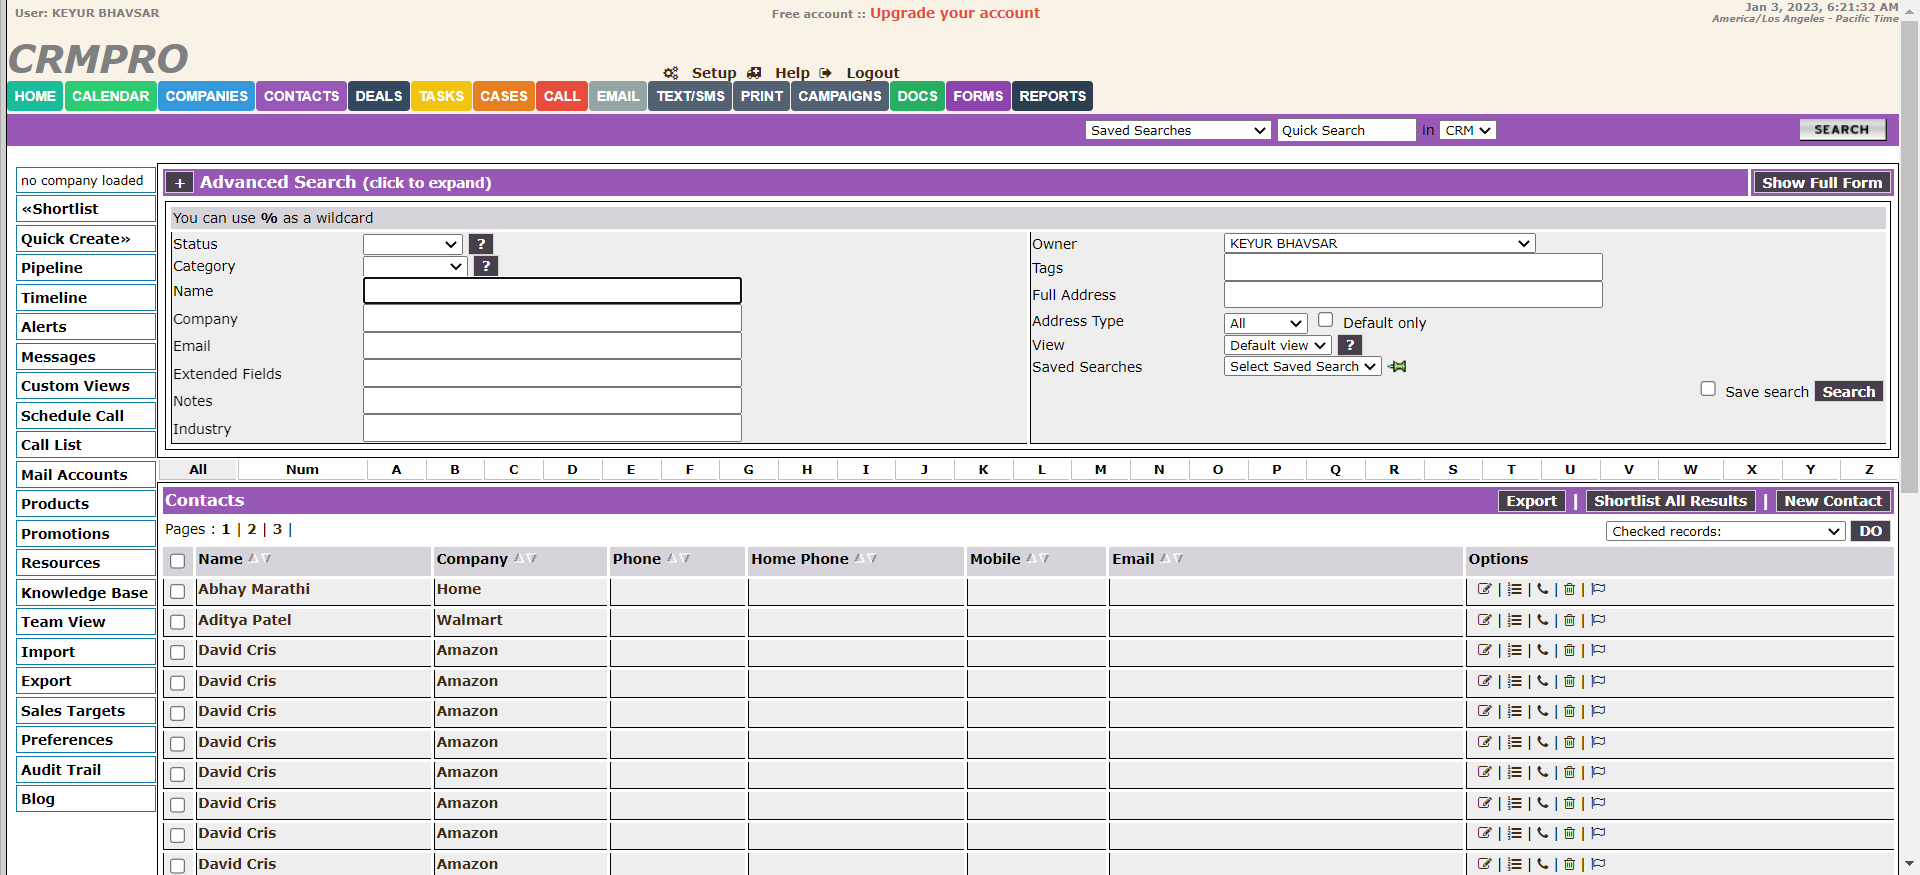 User: KEYUR BHAVSAR
Free account :: Upgrade your account
Jan 3, 2023, 6:21:32 AM
America/Los Angeles - Pacific Time
CRMPRO
Setup Help Logout
HOME CALENDAR COMPANIES CONTACTS DEALS TASKS CASES CALL EMAIL TEXT/SMS PRINT CAMPAIGNS DOCS FORMS REPORTS
Saved Searches Quick Search in CRM SEARCH
no company loaded
«Shortlist
Quick Create»
Pipeline
Timeline
Alerts
Messages
Custom Views
Schedule Call
Call List
Mail Accounts
Products
Promotions
Resources
Knowledge Base
Team View
Import
Export
Sales Targets
Preferences
Audit Trail
Blog
+ Advanced Search (click to expand) Show Full Form
You can use % as a wildcard
Status ?
Category ?
Name
Company
Email
Extended Fields
Notes
Industry
Owner KEYUR BHAVSAR
Tags
Full Address
Address Type All Default only
View Default view ?
Saved Searches Select Saved Search
Save search Search
All Num A B C D E F G H I J K L M N O P Q R S T U V W X Y Z
Contacts Export | Shortlist All Results | New Contact
Pages : 1 | 2 | 3 | Checked records: DO
Name Company Phone Home Phone Mobile Email Options
Abhay Marathi Home | | | |
Aditya Patel Walmart | | | |
David Cris Amazon | | | |
David Cris Amazon | | | |
David Cris Amazon | | | |
David Cris Amazon | | | |
David Cris Amazon | | | |
David Cris Amazon | | | |
David Cris Amazon | | | |
David Cris Amazon | | | |